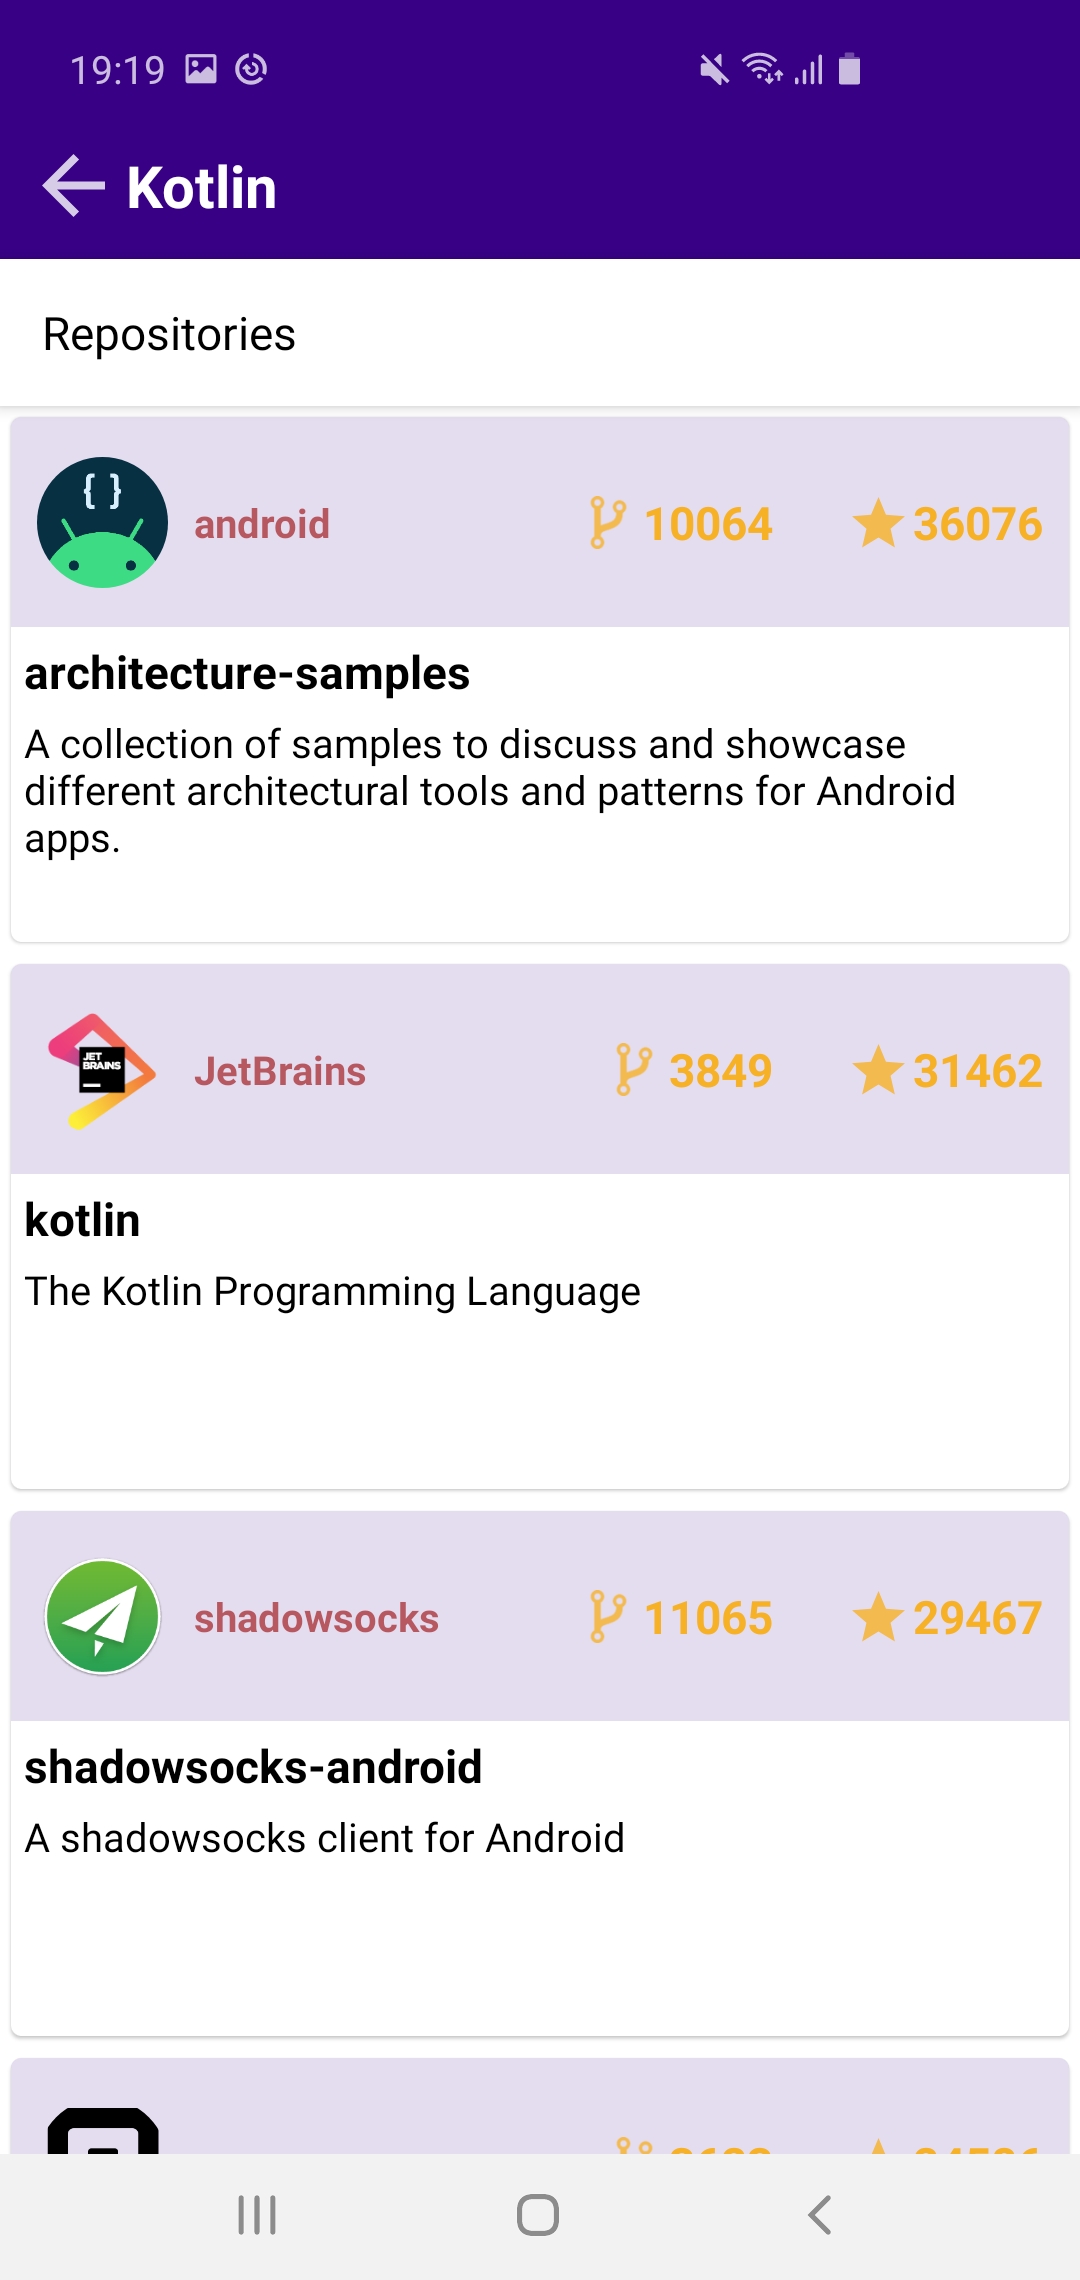 19:19
Kotlin
Repositories
{ }
android 10064 36076
architecture-samples
A collection of samples to discuss and showcase
different architectural tools and patterns for Android
apps.
JET
BRAINS
JetBrains 3849 31462
kotlin
The Kotlin Programming Language
shadowsocks 11065 29467
shadowsocks-android
A shadowsocks client for Android